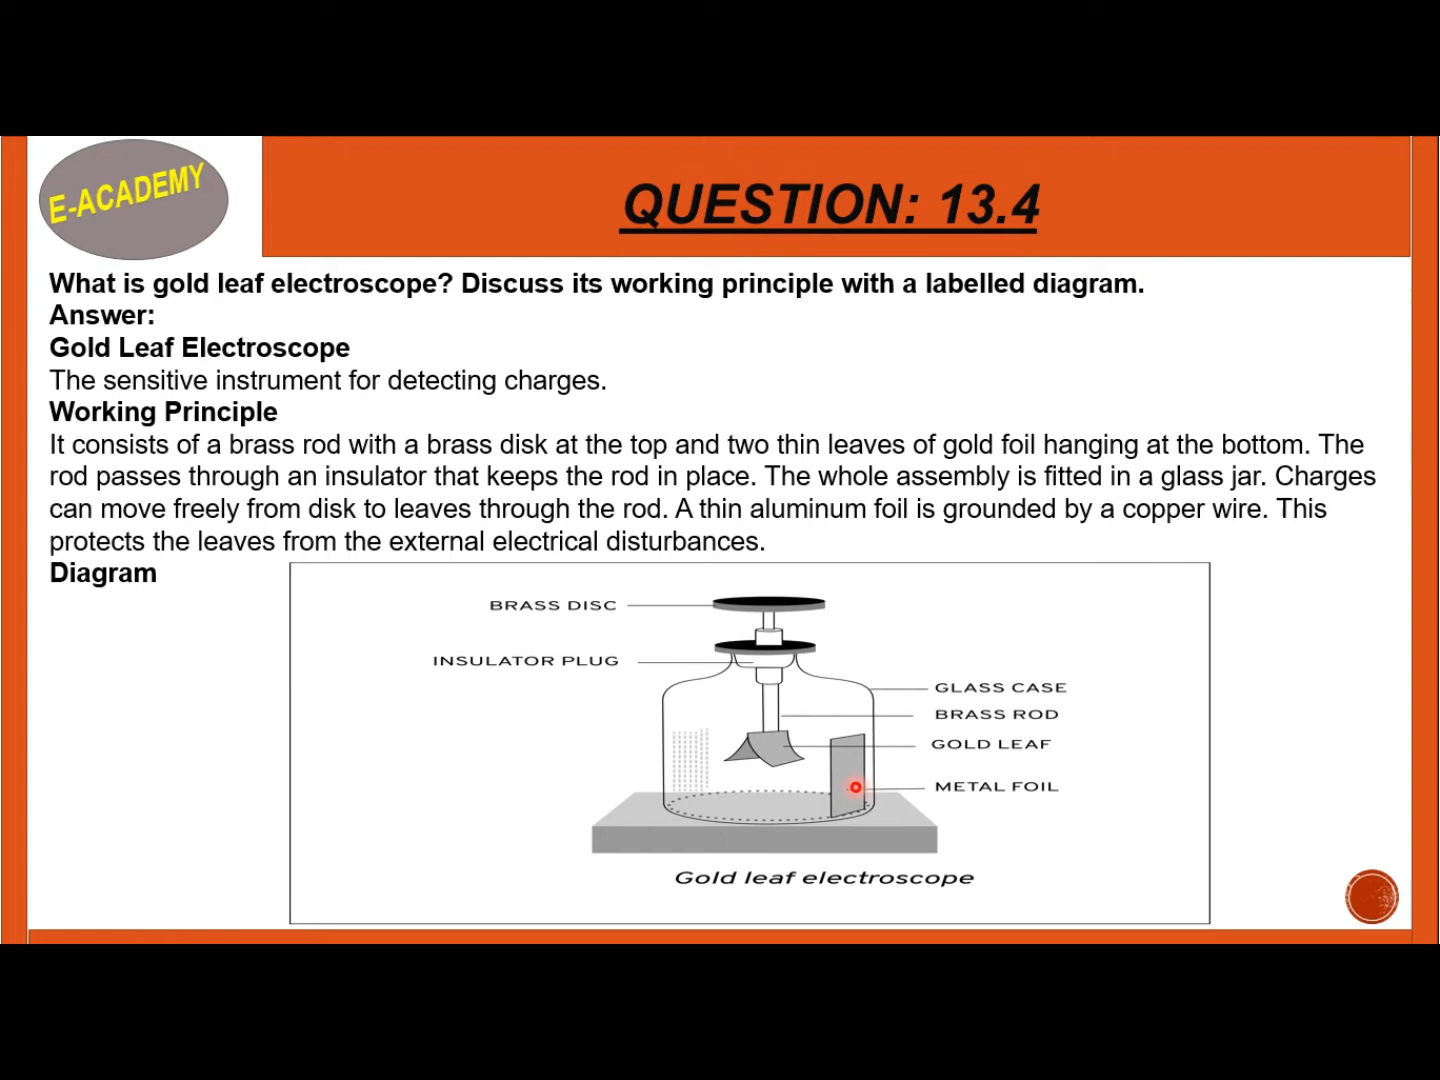 E-ACADEMY
QUESTION: 13.4
What is gold leaf electroscope? Discuss its working principle with a labelled diagram.
Answer:
Gold Leaf Electroscope
The sensitive instrument for detecting charges.
Working Principle
It consists of a brass rod with a brass disk at the top and two thin leaves of gold foil hanging at the bottom. The
rod passes through an insulator that keeps the rod in place. The whole assembly is fitted in a glass jar. Charges
can move freely from disk to leaves through the rod. A thin aluminum foil is grounded by a copper wire. This
protects the leaves from the external electrical disturbances.
Diagram
BRASS DISC
INSULATOR PLUG
GLASS CASE
BRASS ROD
GOLD LEAF
METAL FOIL
Gold leaf electroscope